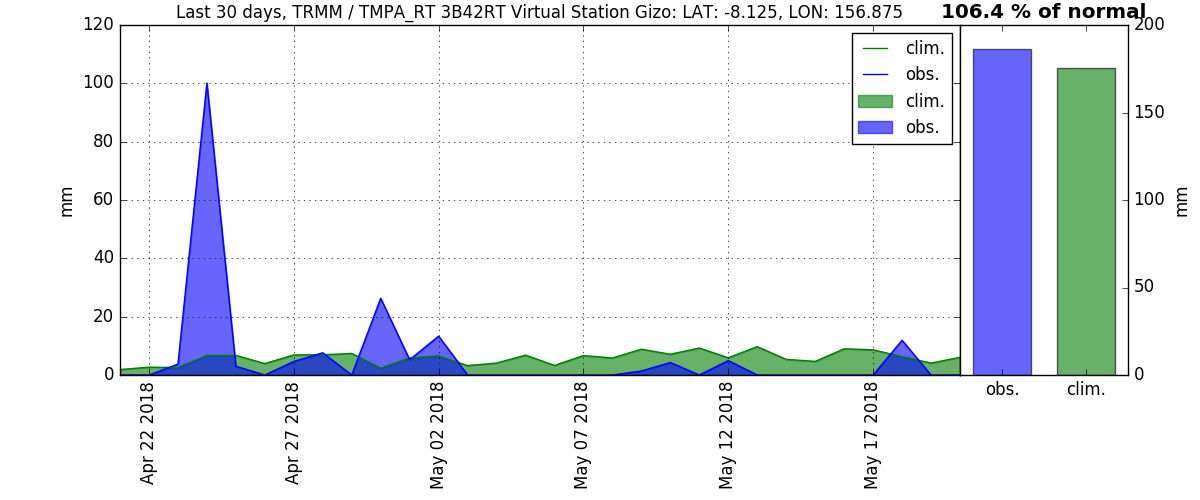 Last 30 days, TRMM / TMPA_RT 3B42RT Virtual Station Gizo: LAT: -8.125, LON: 156.875
106.4 % of normal
120
100
80
60
40
20
0
mm
clim.
obs.
clim.
obs.
Apr 22 2018
Apr 27 2018
May 02 2018
May 07 2018
May 12 2018
May 17 2018
200
150
100
50
0
mm
obs.
clim.